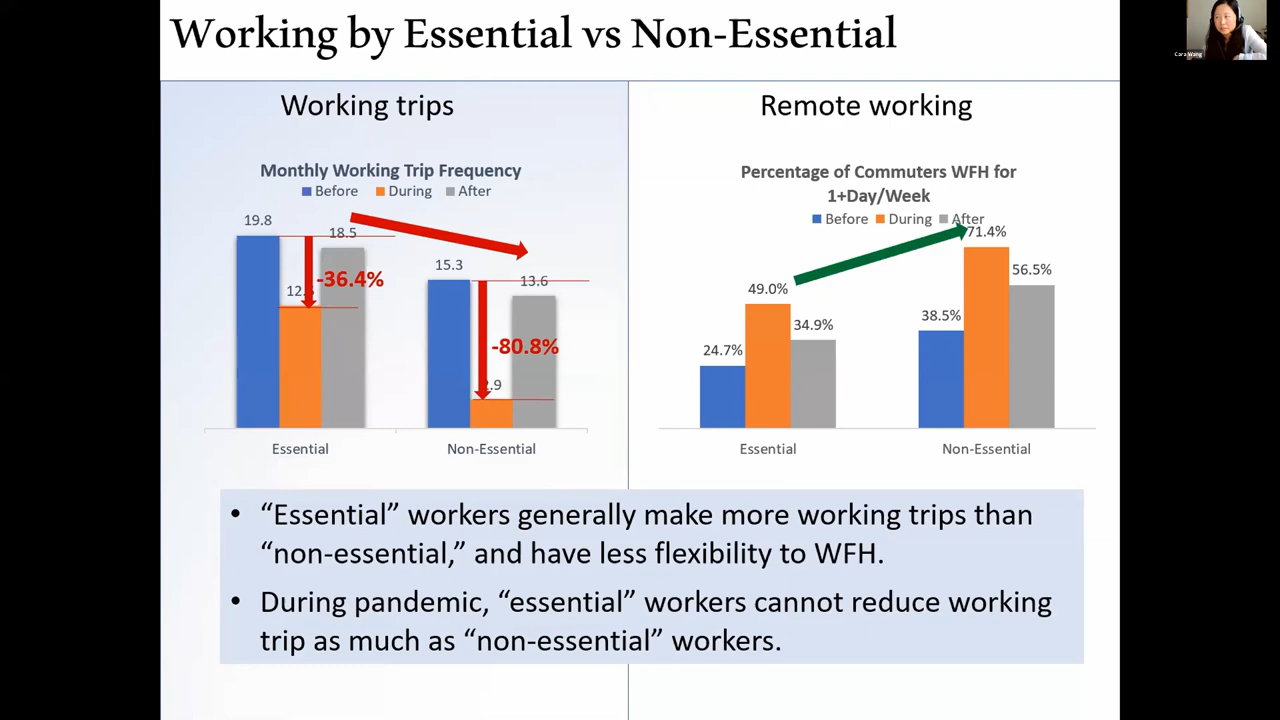 Working by Essential vs Non-Essential
Cara Wang
Working trips
Monthly Working Trip Frequency
Before During After
19.8
18.5
-36.4%
15.3
13.6
-80.8%
Essential
Non-Essential
Remote working
Percentage of Commuters WFH for
1+Day/Week
Before During After
24.7%
49.0%
34.9%
38.5%
71.4%
56.5%
Essential
Non-Essential
• “Essential” workers generally make more working trips than
“non-essential,” and have less flexibility to WFH.
• During pandemic, “essential” workers cannot reduce working
trip as much as “non-essential” workers.